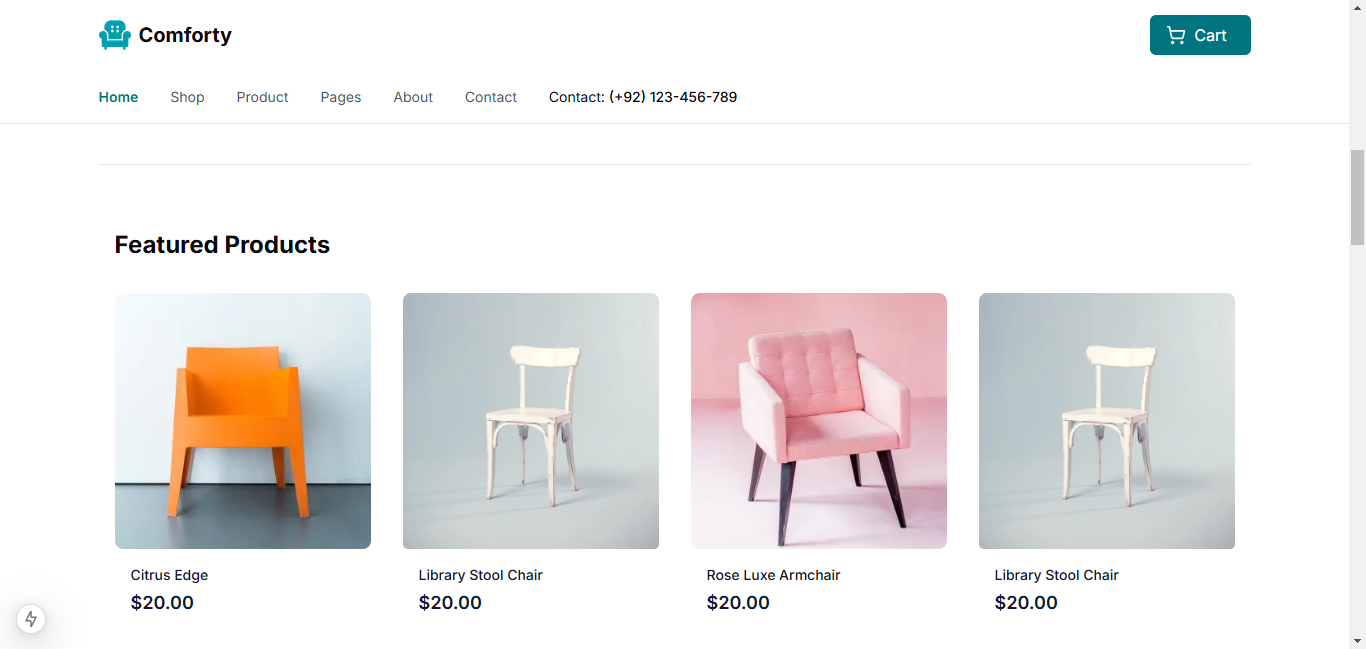 Comforty
Cart
Home Shop Product Pages About Contact Contact: (+92) 123-456-789
Featured Products
Citrus Edge
$20.00
Library Stool Chair
$20.00
Rose Luxe Armchair
$20.00
Library Stool Chair
$20.00